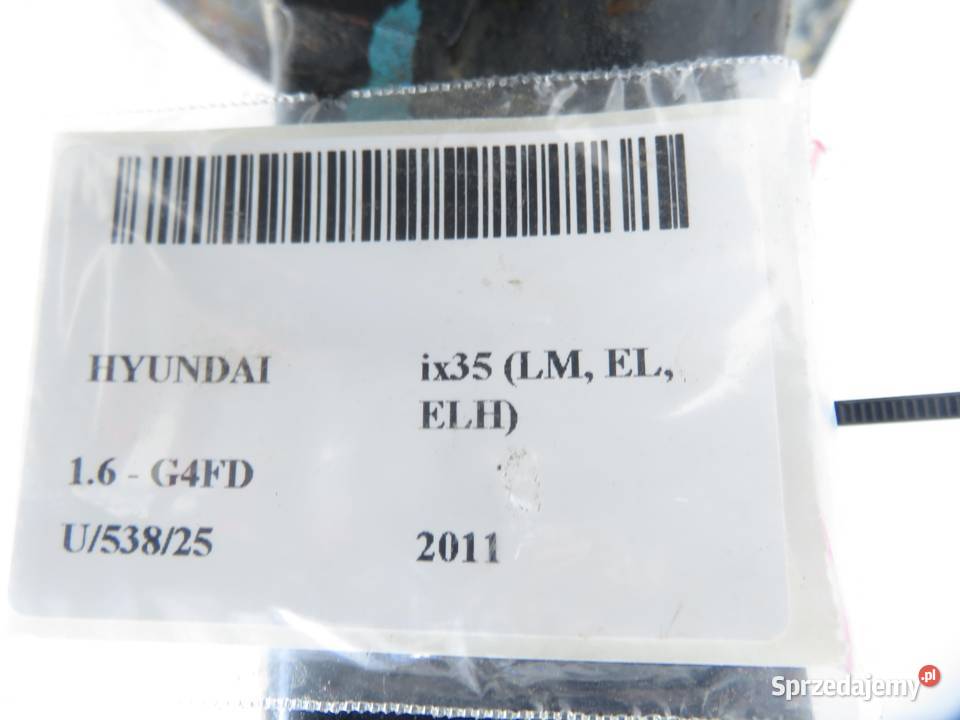 HYUNDAI
ix35 (LM, EL,
ELH)
1.6 - G4FD
U/538/25
2011
Sprzedajemy.pl